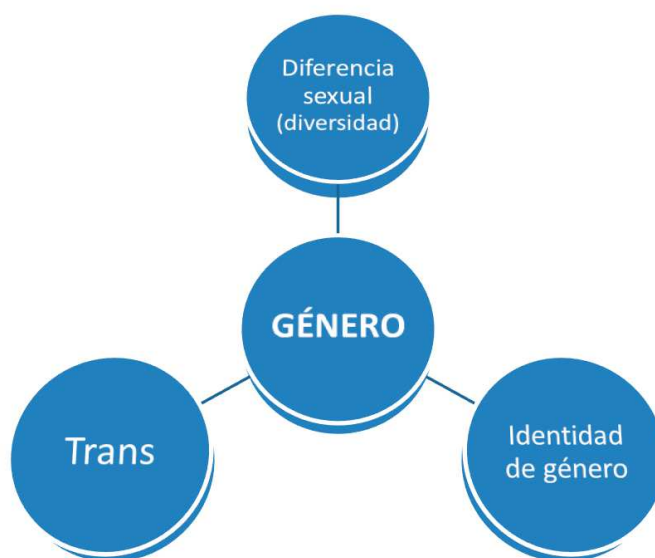 Diferencia
sexual
(diversidad)
GÉNERO
Trans
Identidad
de género